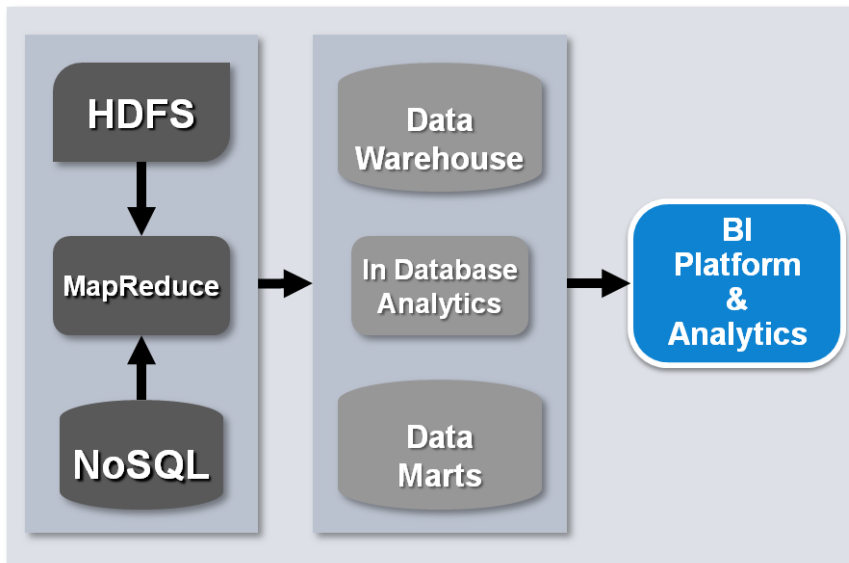 HDFS
MapReduce
NoSQL
Data
Warehouse
In Database
Analytics
Data
Marts
BI
Platform
&
Analytics